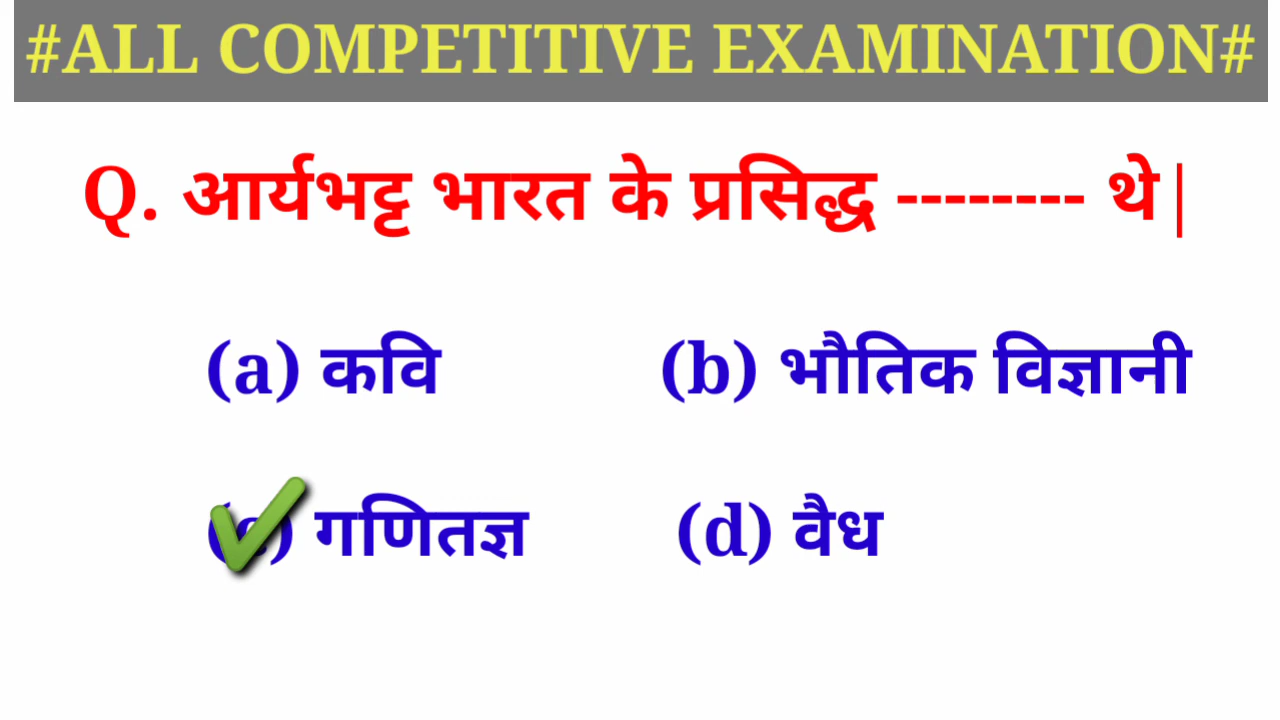 #ALL COMPETITIVE EXAMINATION#
Q. आर्यभट्ट भारत के प्रसिद्ध -------- थे|
(a) कवि (b) भौतिक विज्ञानी
(c) गणितज्ञ (d) वैध